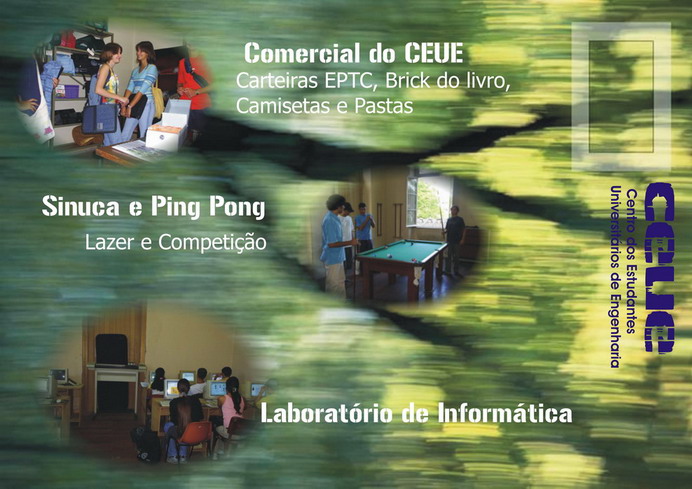 Comercial do CEUE
Carteiras EPTC, Brick do livro,
Camisetas e Pastas
Sinuca e Ping Pong
Lazer e Competição
Laboratório de Informática
ceue
Centro dos Estudantes
Universitários de Engenharia